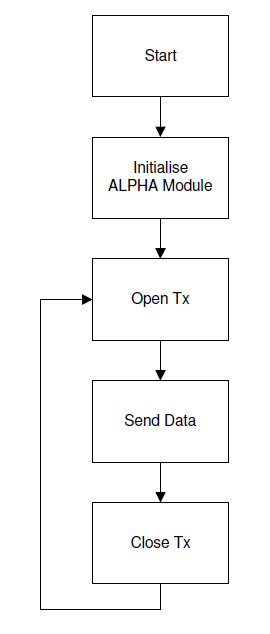 Start
Initialise
ALPHA Module
Open Tx
Send Data
Close Tx